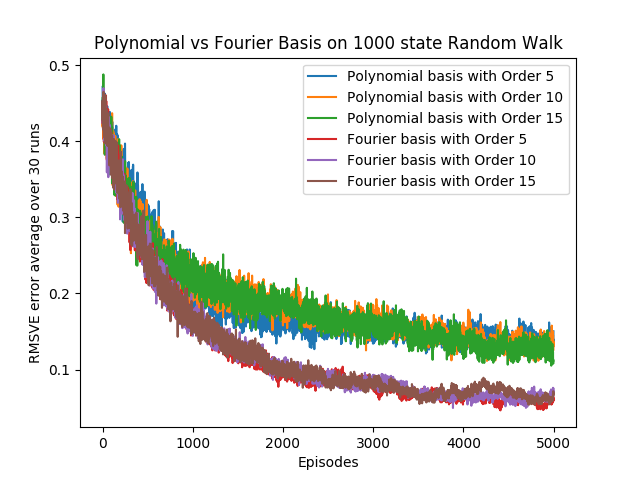 Polynomial vs Fourier Basis on 1000 state Random Walk
0.5
0.4
0.3
0.2
0.1
RMSVE error average over 30 runs
Polynomial basis with Order 5
Polynomial basis with Order 10
Polynomial basis with Order 15
Fourier basis with Order 5
Fourier basis with Order 10
Fourier basis with Order 15
0 1000 2000 3000 4000 5000
Episodes